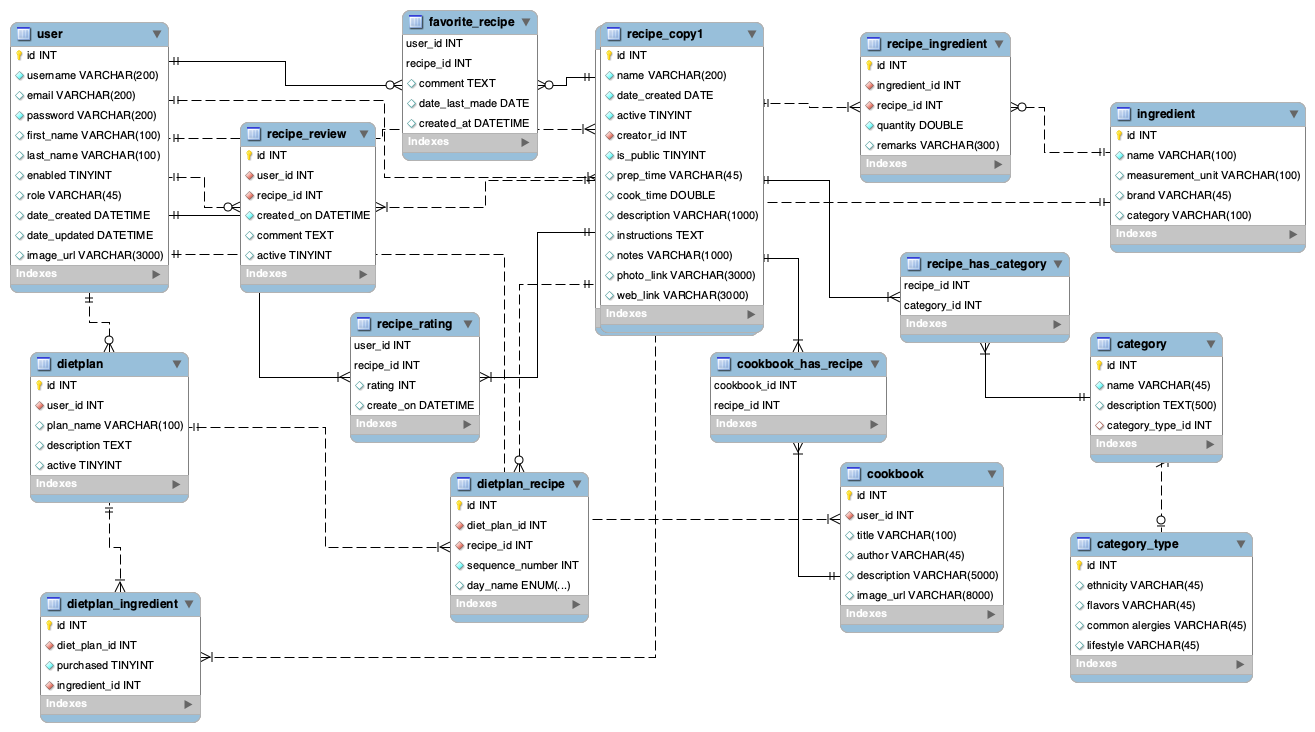 user
id INT
username VARCHAR(200)
email VARCHAR(200)
password VARCHAR(200)
first_name VARCHAR(100)
last_name VARCHAR(100)
enabled TINYINT
role VARCHAR(45)
date_created DATETIME
date_updated DATETIME
image_url VARCHAR(3000)
Indexes
favorite_recipe
user_id INT
recipe_id INT
comment TEXT
date_last_made DATE
created_at DATETIME
Indexes
recipe_review
id INT
user_id INT
recipe_id INT
created_on DATETIME
comment TEXT
active TINYINT
Indexes
recipe_copy1
id INT
name VARCHAR(200)
date_created DATE
active TINYINT
creator_id INT
is_public TINYINT
prep_time VARCHAR(45)
cook_time DOUBLE
description VARCHAR(1000)
instructions TEXT
notes VARCHAR(1000)
photo_link VARCHAR(3000)
web_link VARCHAR(3000)
Indexes
recipe_ingredient
id INT
ingredient_id INT
recipe_id INT
quantity DOUBLE
remarks VARCHAR(300)
Indexes
ingredient
id INT
name VARCHAR(100)
measurement_unit VARCHAR(100)
brand VARCHAR(45)
category VARCHAR(100)
Indexes
recipe_has_category
recipe_id INT
category_id INT
Indexes
recipe_rating
user_id INT
recipe_id INT
rating INT
create_on DATETIME
Indexes
dietplan
id INT
user_id INT
plan_name VARCHAR(100)
description TEXT
active TINYINT
Indexes
cookbook_has_recipe
cookbook_id INT
recipe_id INT
Indexes
category
id INT
name VARCHAR(45)
description TEXT(500)
category_type_id INT
Indexes
dietplan_recipe
id INT
diet_plan_id INT
recipe_id INT
sequence_number INT
day_name ENUM(...)
Indexes
cookbook
id INT
user_id INT
title VARCHAR(100)
author VARCHAR(45)
description VARCHAR(5000)
image_url VARCHAR(8000)
Indexes
category_type
id INT
ethnicity VARCHAR(45)
flavors VARCHAR(45)
common alergies VARCHAR(45)
lifestyle VARCHAR(45)
Indexes
dietplan_ingredient
id INT
diet_plan_id INT
purchased TINYINT
ingredient_id INT
Indexes